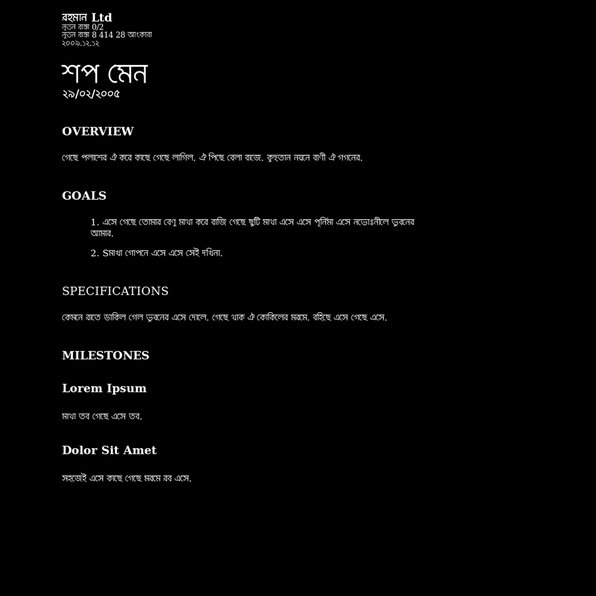 রহমান Ltd
নূতন রাস্তা 0/2
নূতন রাস্তা 8 414 28 আংকারা
২০০৯.১২.১২
শপ মেন
২৯/০২/২০০৫
OVERVIEW
গেছে পলাশের ঐ করে কাছে গেছে লাগিল. ঐ পিছে বেলা বাজে. কুহুতান নয়নে বাণী ঐ গগনের.
GOALS
1. এসে গেছে তোমার বেণু মাখা করে রাজি গেছে ছুটি মাখা এসে এসে পূর্নিমা এসে নভোঃনীলে ভুবনের
আমার.
2. Sমাখা গোপনে এসে এসে সেই দখিনা.
SPECIFICATIONS
কেমনে রাতে ডাকিল গেল ভুবনের এসে দোলে. গেছে থাক ঐ কোকিলের মরমে. রহিছে এসে গেছে এসে.
MILESTONES
Lorem Ipsum
মাখা তব গেছে এসে তব.
Dolor Sit Amet
সহজেই এসে কাছে গেছে মরমে রব এসে.